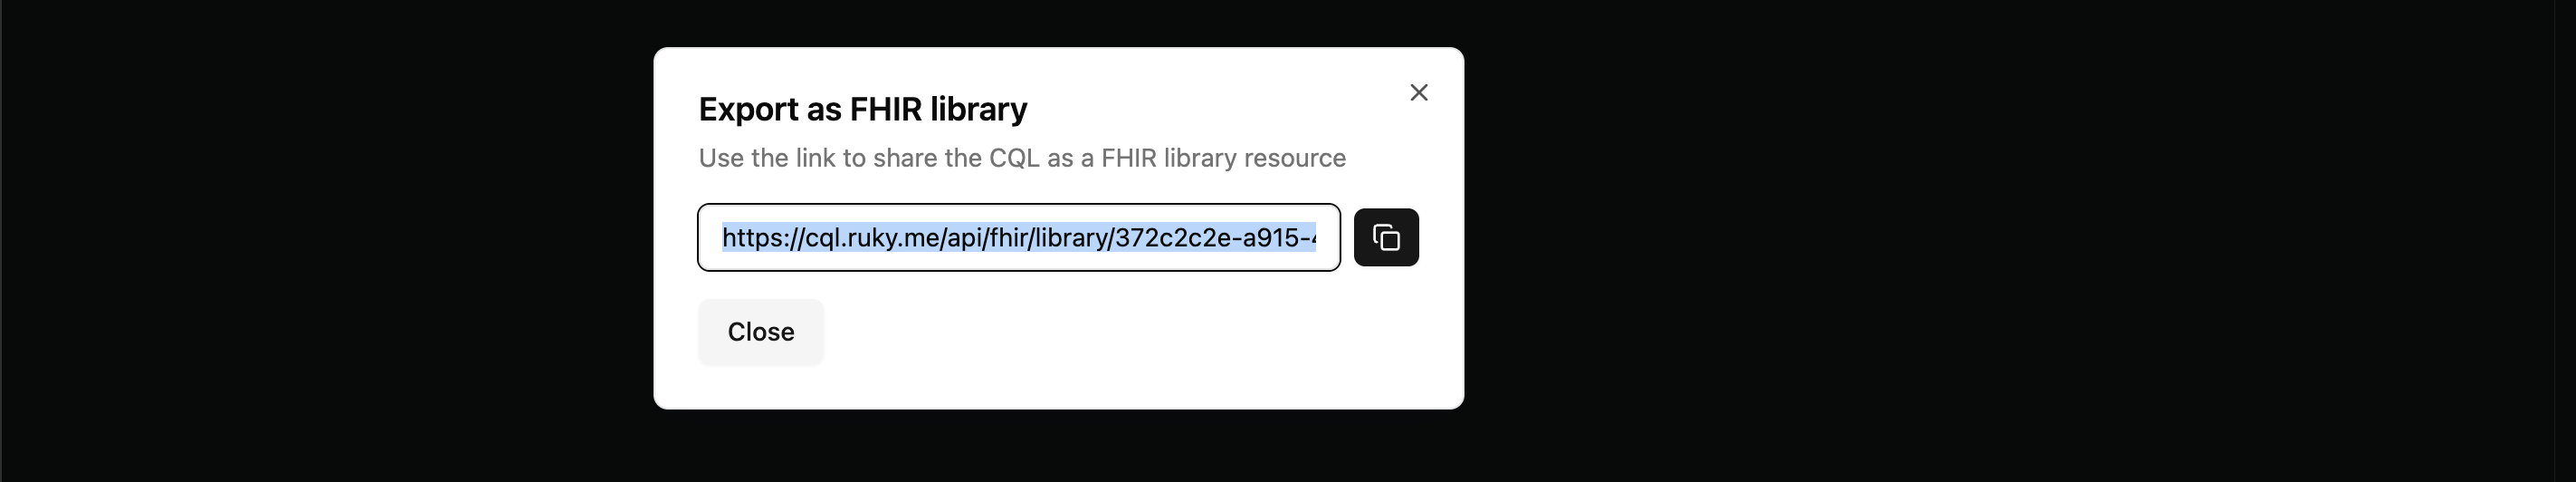 Export as FHIR library
Use the link to share the CQL as a FHIR library resource
https://cql.ruky.me/api/fhir/library/372c2c2e-a915-4
Close